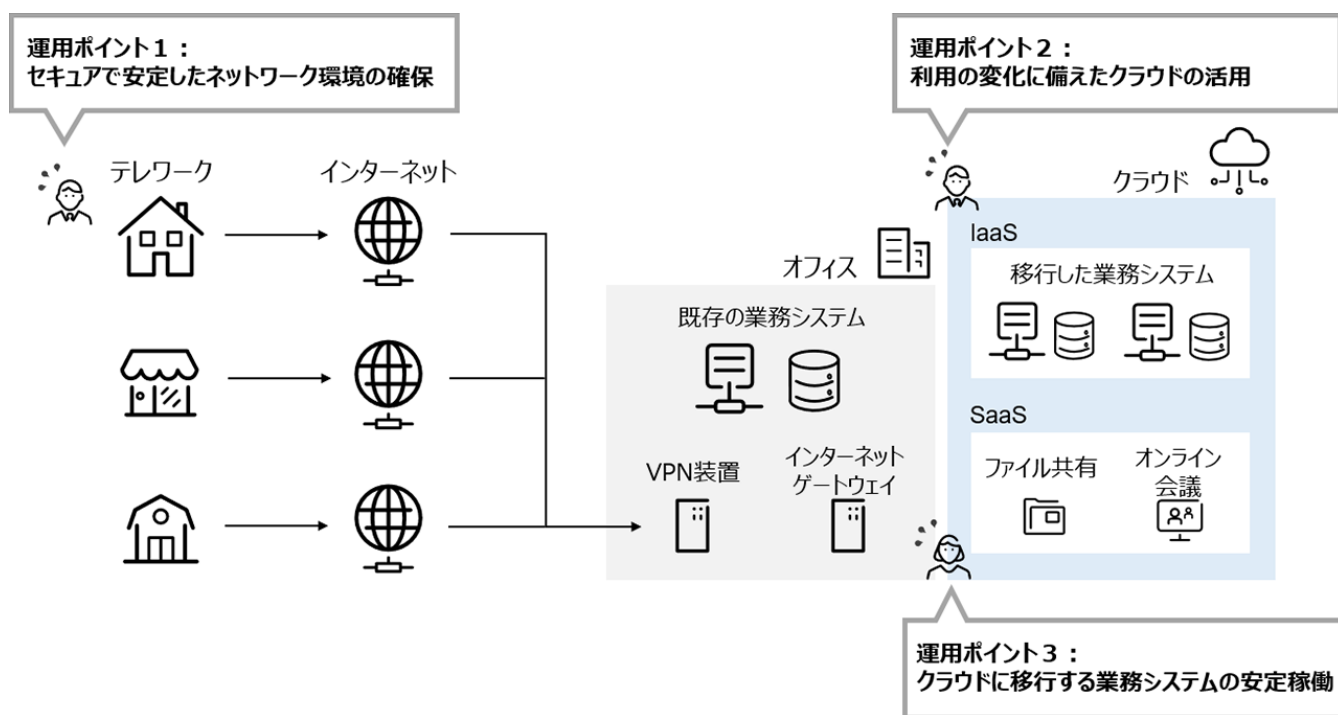 運用ポイント１：
セキュアで安定したネットワーク環境の確保
運用ポイント２：
利用の変化に備えたクラウドの活用
テレワーク
インターネット
クラウド
オフィス
IaaS
移行した業務システム
既存の業務システム
SaaS
VPN装置
インターネット
ゲートウェイ
ファイル共有
オンライン
会議
運用ポイント３：
クラウドに移行する業務システムの安定稼働